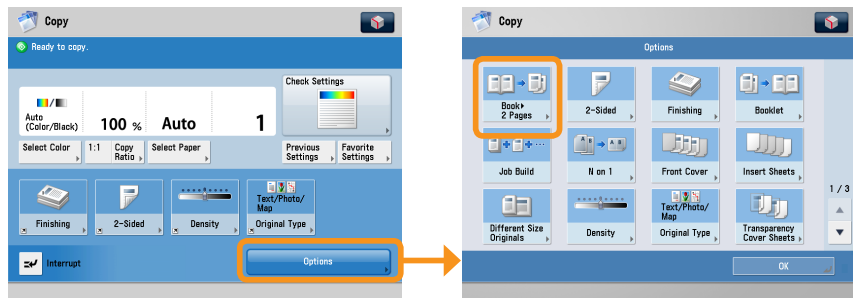 Copy
Ready to copy.
Check Settings
Auto
(Color/Black)
100 %
Auto
1
Select Color
1:1
Copy
Ratio
Select Paper
Previous
Settings
Favorite
Settings
Finishing
2-Sided
Density
Text/Photo/
Map
Original Type
Interrupt
Options
Copy
Options
Book
2 Pages
2-Sided
Finishing
Booklet
Job Build
N on 1
Front Cover
Insert Sheets
Different Size
Originals
Density
Text/Photo/
Map
Original Type
Transparency
Cover Sheets
1 / 3
OK